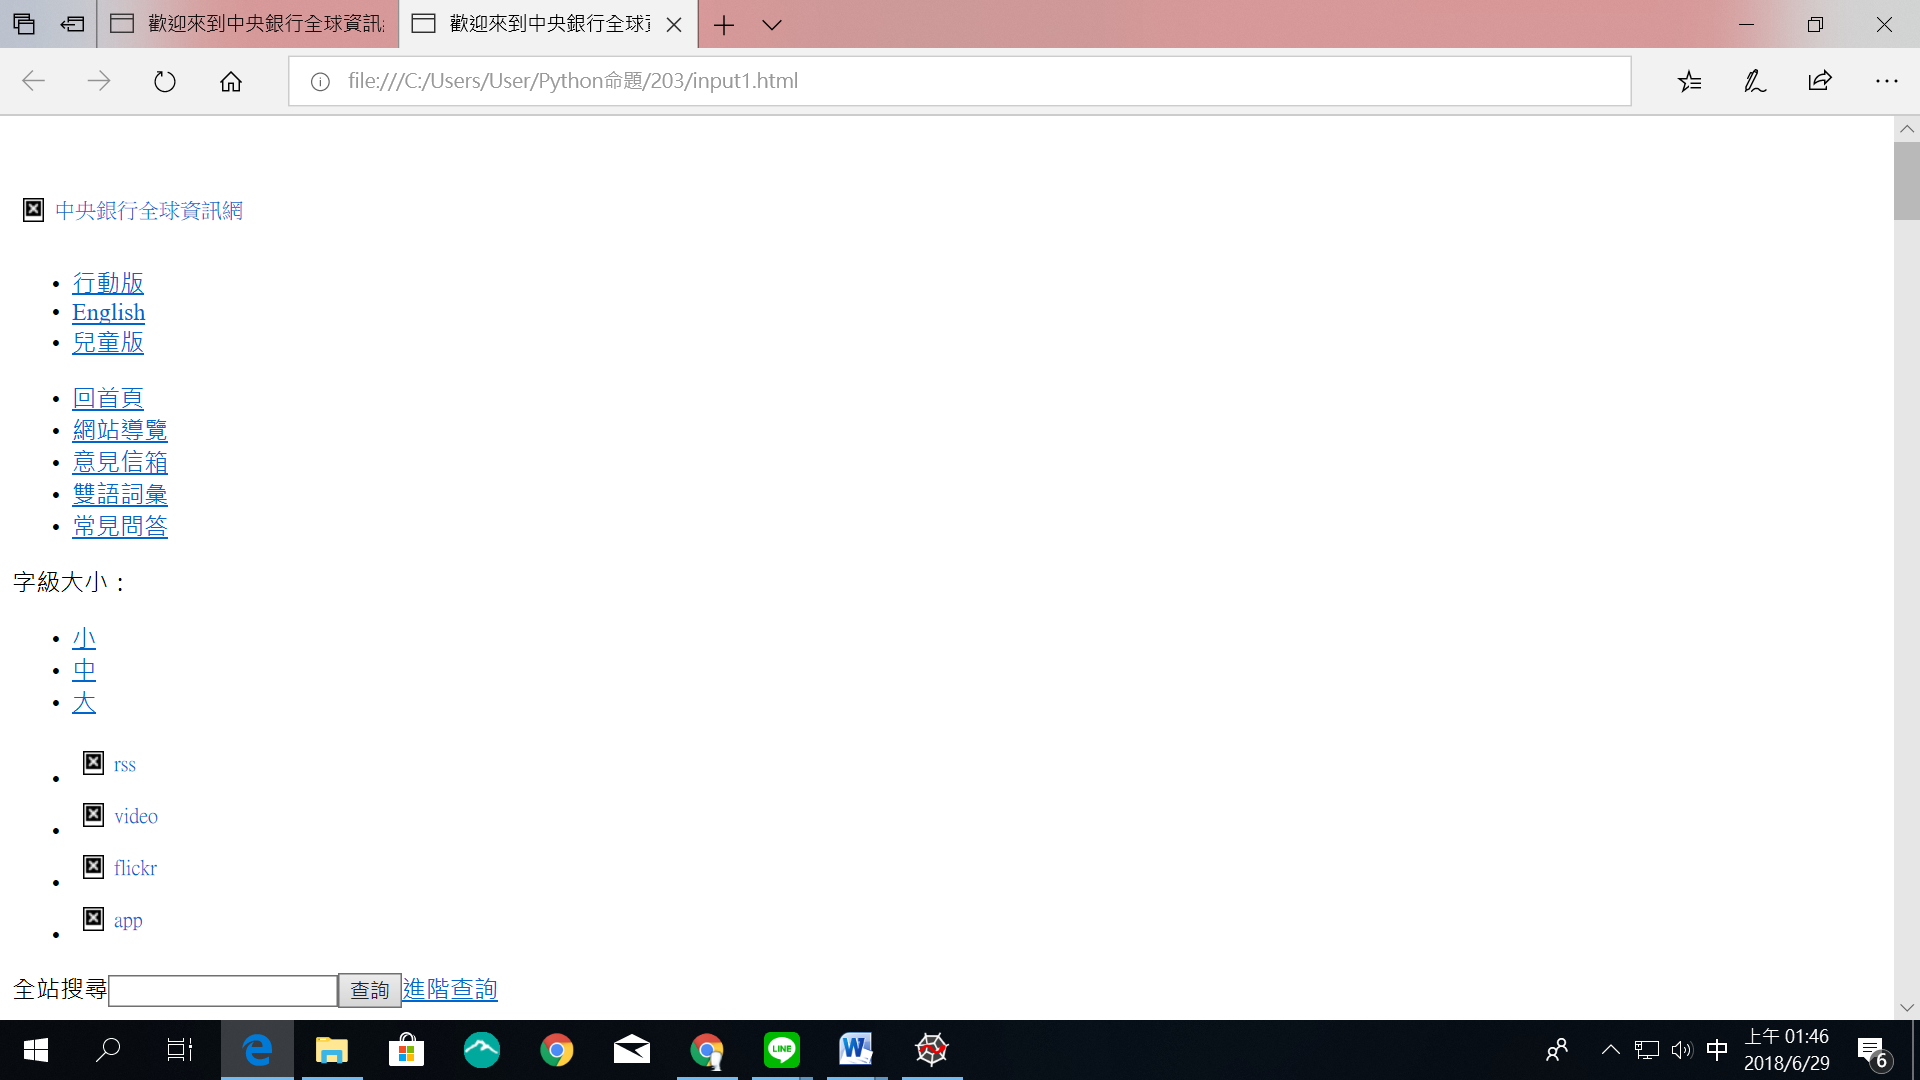 歡迎來到中央銀行全球資訊
歡迎來到中央銀行全球
file:///C:/Users/User/Python命題/203/input1.html
中央銀行全球資訊網
• 行動版
• English
• 兒童版
• 回首頁
• 網站導覽
• 意見信箱
• 雙語詞彙
• 常見問答
字級大小：
• 小
• 中
• 大
• rss
• video
• flickr
• app
全站搜尋 查詢 進階查詢
LINE
中
上午 01:46
2018/6/29
6